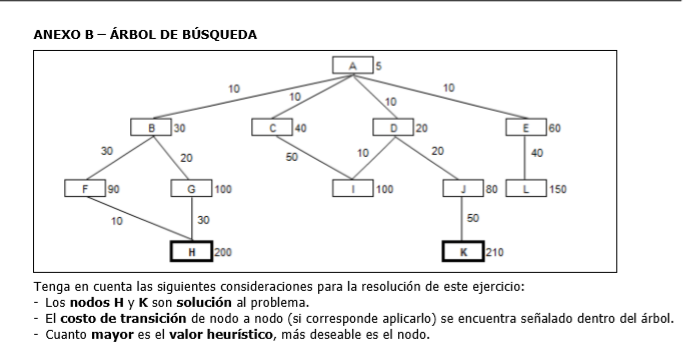 ANEXO B – ÁRBOL DE BÚSQUEDA
A 5
10 10 10 10
B 30 C 40 D 20 E 60
30 20 50 10 20 40
F 90 G 100 I 100 J 80 L 150
10 30 50
H 200 K 210
Tenga en cuenta las siguientes consideraciones para la resolución de este ejercicio:
- Los nodos H y K son solución al problema.
- El costo de transición de nodo a nodo (si corresponde aplicarlo) se encuentra señalado dentro del árbol.
- Cuanto mayor es el valor heurístico, más deseable es el nodo.